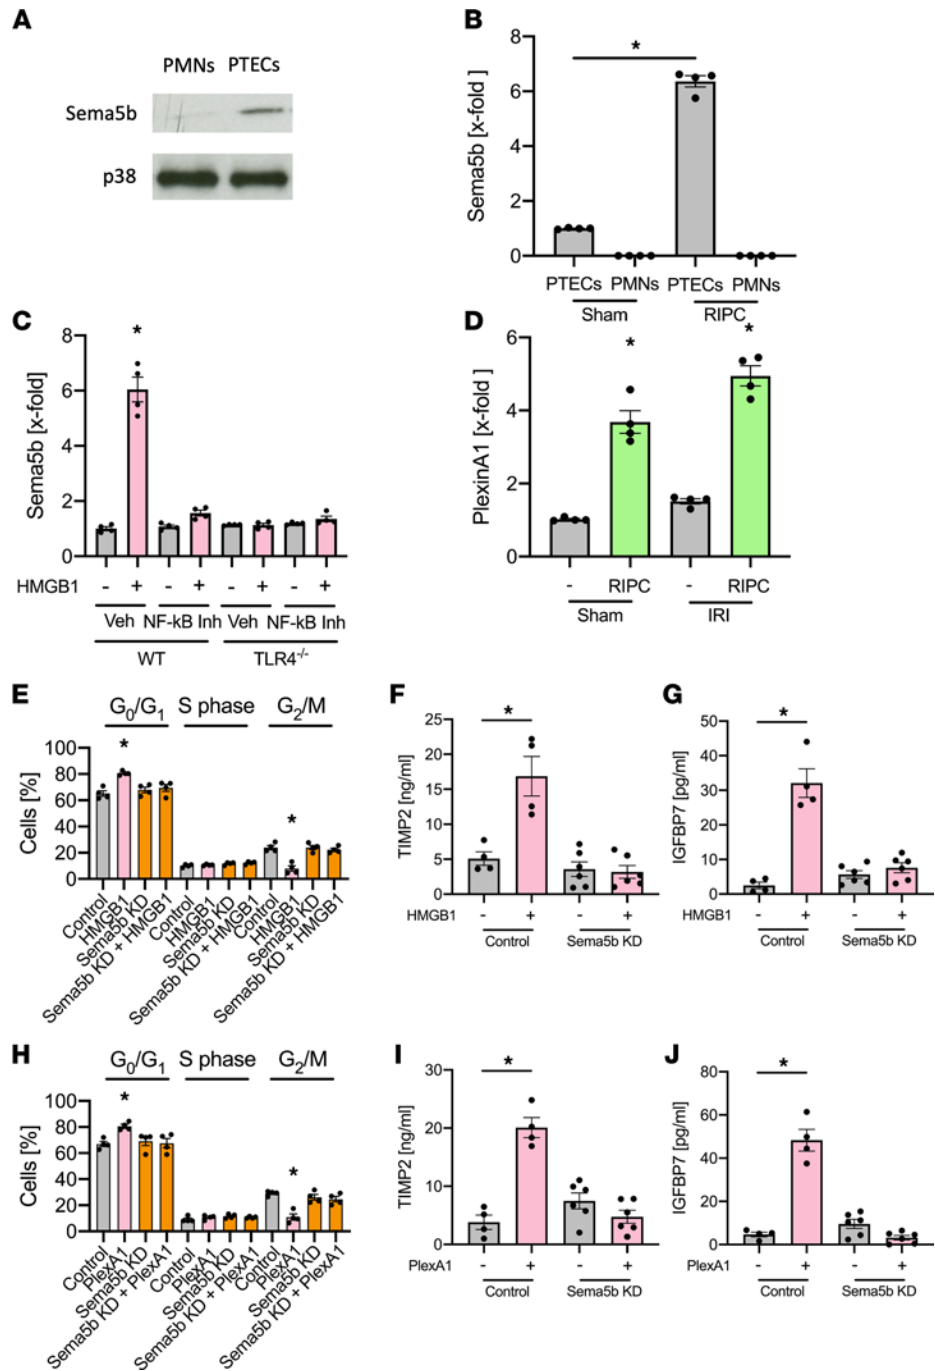 A
PMNs PTECs
Sema5b
p38
B
Sema5b [x-fold ]
8
6
4
2
0
*
PTECs PMNs PTECs PMNs
Sham RIPC
C
Sema5b [x-fold]
8
6
4
2
0
*
HMGB1 - + - + - + - +
Veh NF-kB Inh Veh NF-kB Inh
WT TLR4-/-
D
PlexinA1 [x-fold ]
6
4
2
0
* *
- RIPC - RIPC
Sham IRI
E
G0/G1 S phase G2/M
Cells [%]
100
80
60
40
20
0
* *
Control
HMGB1
Sema5b KD
Sema5b KD + HMGB1
Control
HMGB1
Sema5b KD
Sema5b KD + HMGB1
Control
HMGB1
Sema5b KD
Sema5b KD + HMGB1
F
TIMP2 [ng/ml]
25
20
15
10
5
0
*
HMGB1 - + - +
Control Sema5b KD
G
IGFBP7 [pg/ml]
50
40
30
20
10
0
*
HMGB1 - + - +
Control Sema5b KD
H
G0/G1 S phase G2/M
Cells [%]
100
80
60
40
20
0
* *
Control
PlexA1
Sema5b KD
Sema5b KD + PlexA1
Control
PlexA1
Sema5b KD
Sema5b KD + PlexA1
Control
PlexA1
Sema5b KD
Sema5b KD + PlexA1
I
TIMP2 [ng/ml]
30
20
10
0
*
PlexA1 - + - +
Control Sema5b KD
J
IGFBP7 [pg/ml]
80
60
40
20
0
*
PlexA1 - + - +
Control Sema5b KD